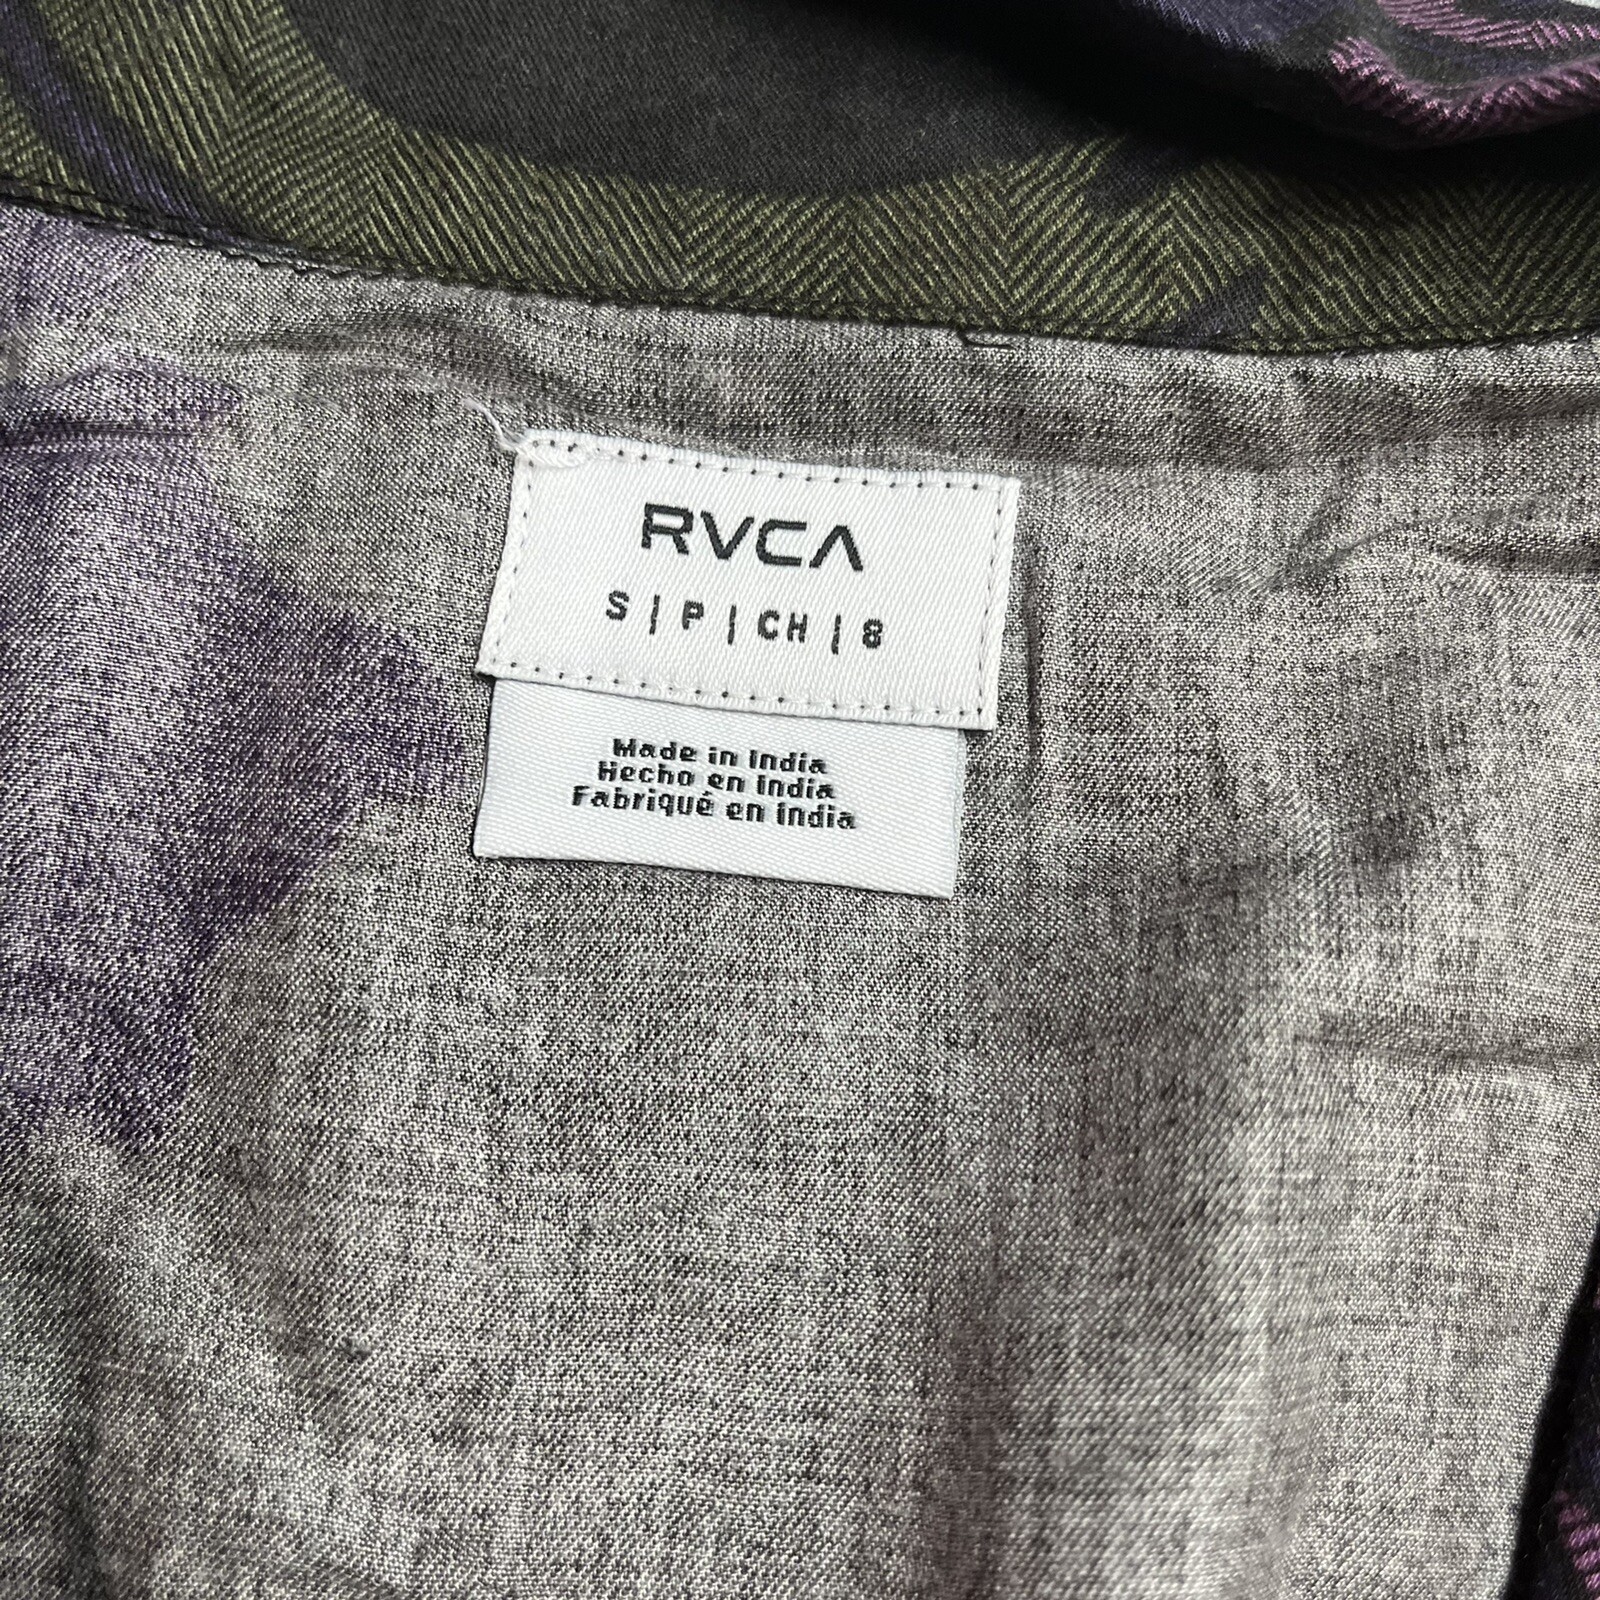 RVCA
S | P | CH | 8
Made in India
Hecho en India
Fabriqué en India